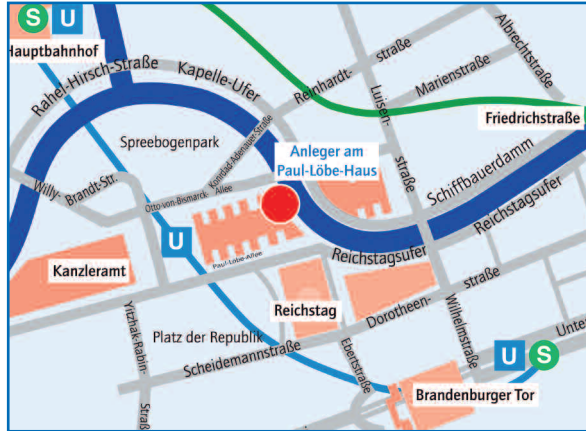 S U
Hauptbahnhof
Rahel-Hirsch-Straße
Kapelle-Ufer
Reinhardt-
straße
Albrechtstraße
Marienstraße
Luisen-
straße
Friedrichstraße
Spreebogenpark
Konrad-Adenauer-Straße
Anleger am
Paul-Löbe-Haus
Schiffbauerdamm
Willy-
Brandt-Str.
Otto-von-Bismarck-
Allee
U
Reichstagsufer
Reichstagsufer
Kanzleramt
Paul-Löbe-Allee
Reichstag
Dorotheen-
straße
Yitzhak-Rabin-
Straß
Platz der Republik
Scheidemannstraße
Ebertstraße
Wilhelmstraße
Unter
U S
Brandenburger Tor